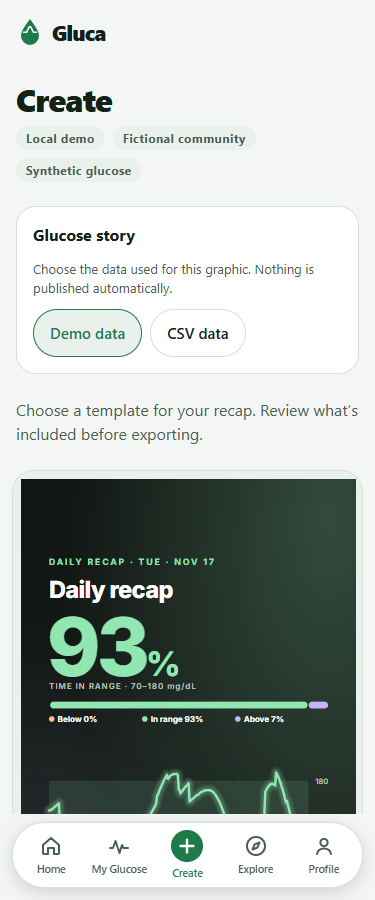 Gluca
Create
Local demo
Fictional community
Synthetic glucose
Glucose story
Choose the data used for this graphic. Nothing is
published automatically.
Demo data
CSV data
Choose a template for your recap. Review what's
included before exporting.
DAILY RECAP · TUE · NOV 17
Daily recap
93%
TIME IN RANGE · 70–180 mg/dL
Below 0%
In range 93%
Above 7%
180
Home
My Glucose
Create
Explore
Profile